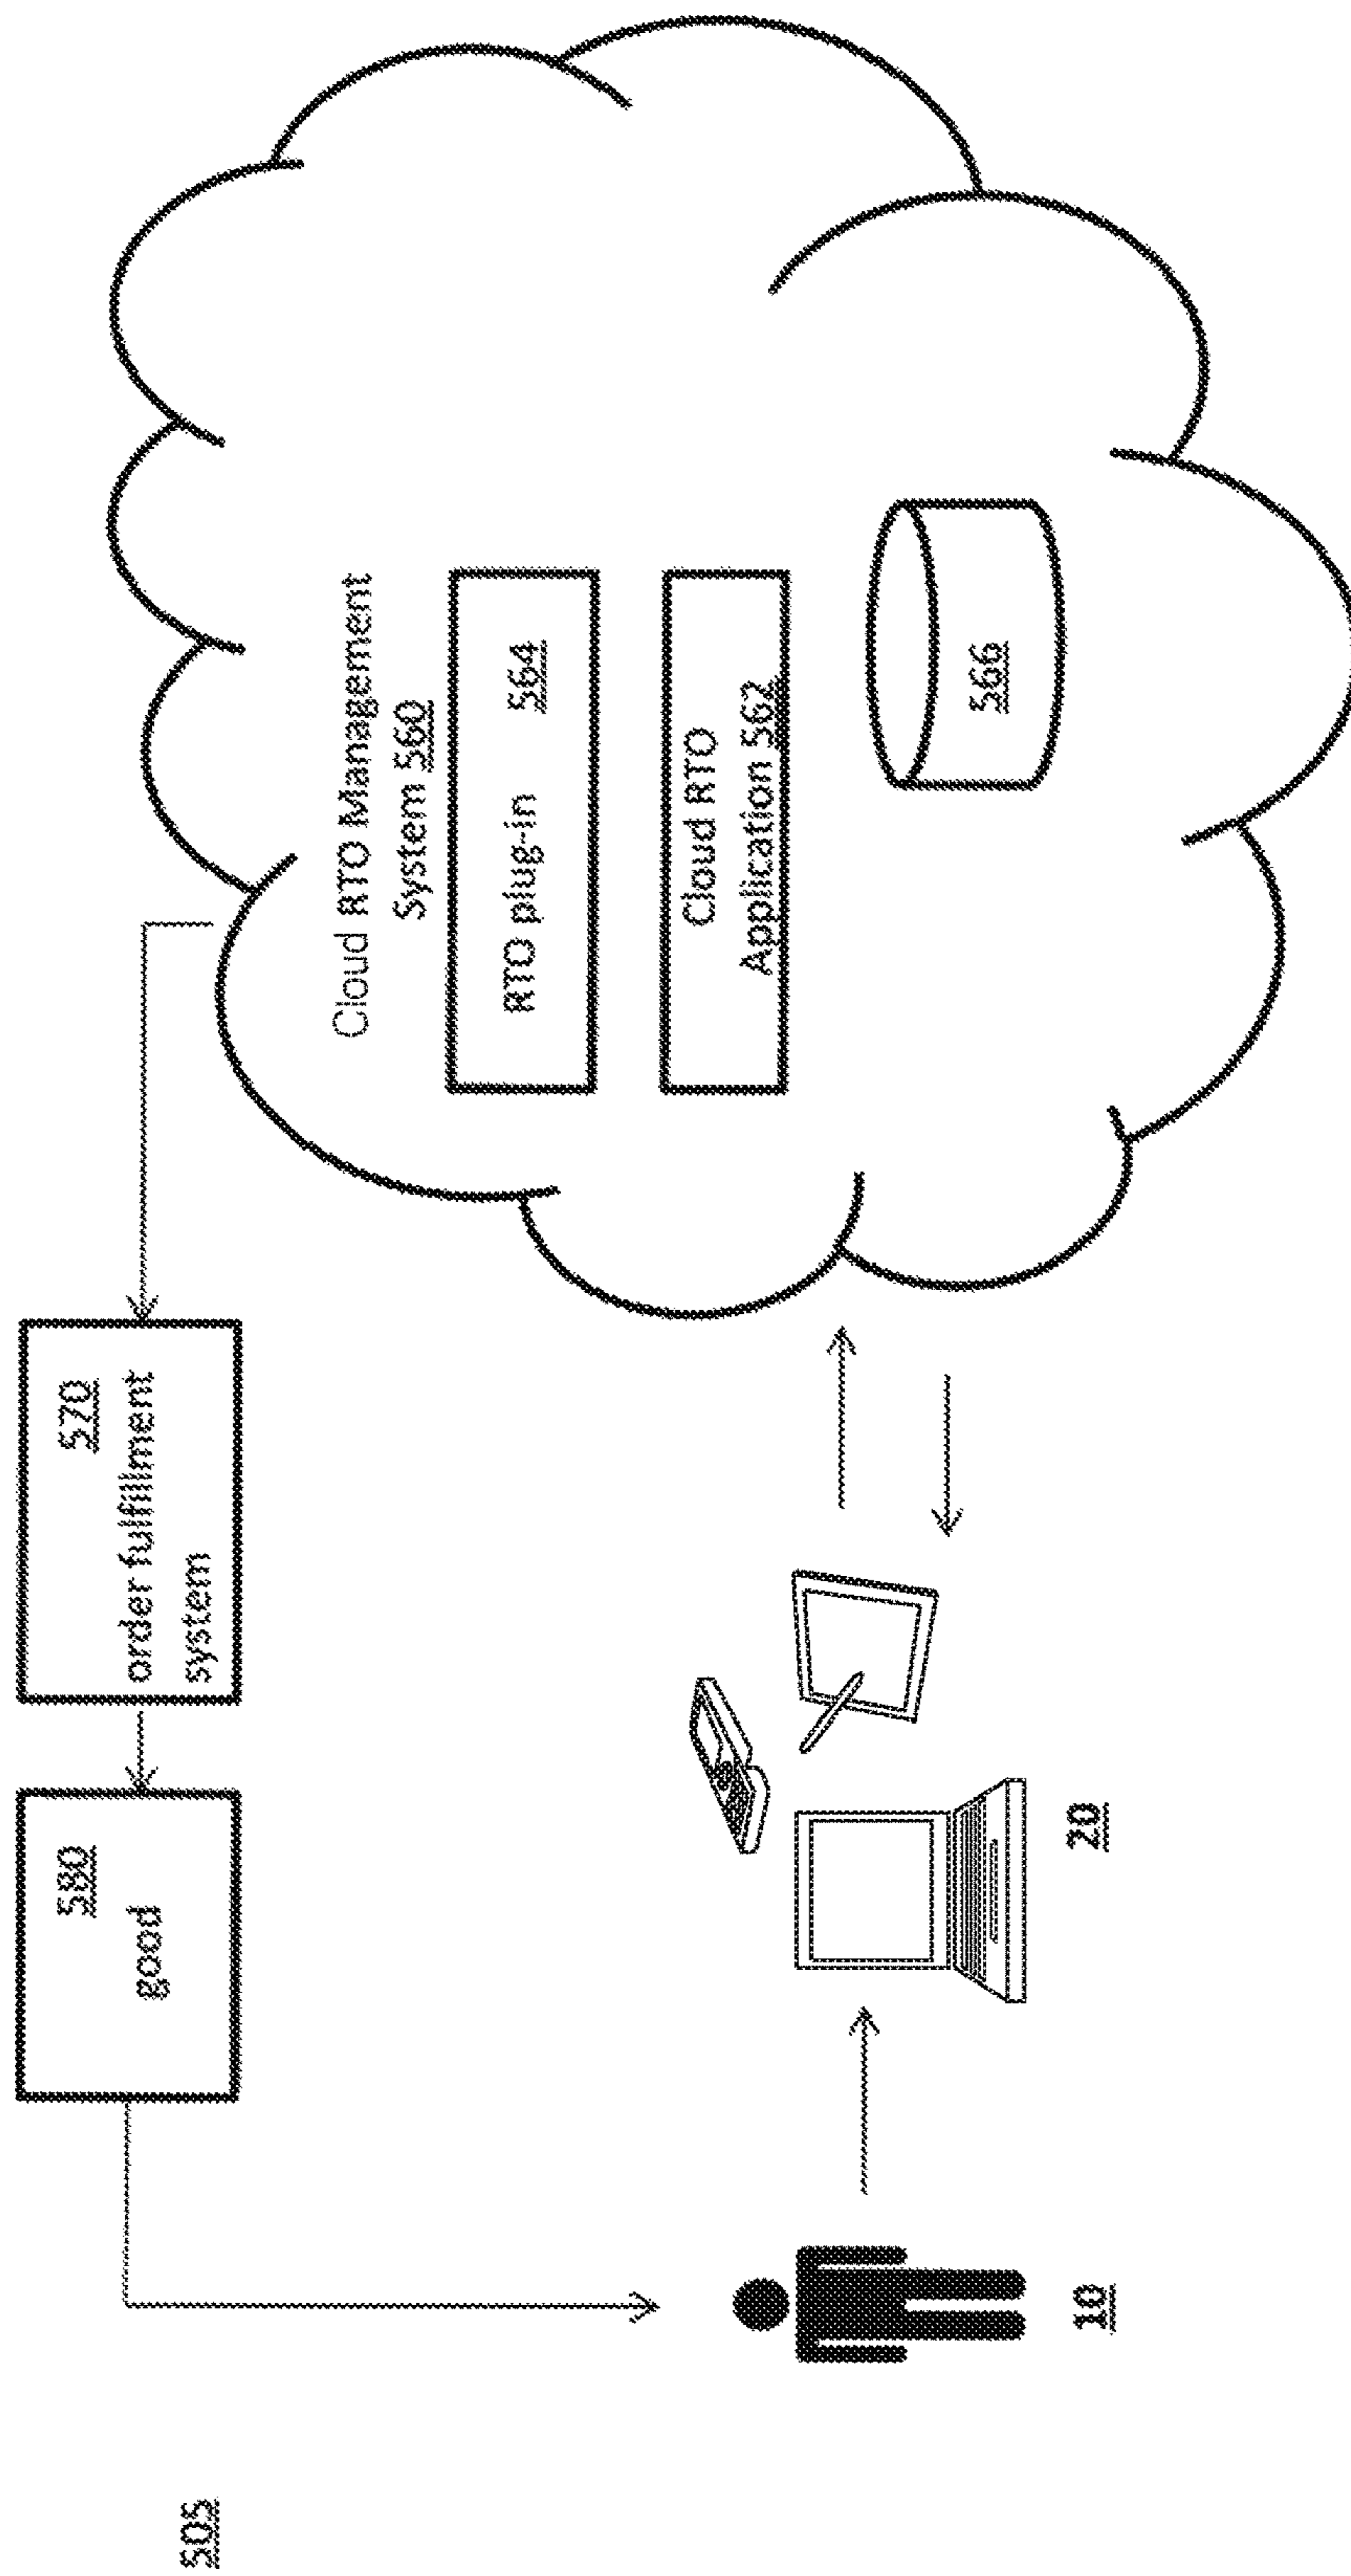 505
580
good
570
order fulfillment
system
Cloud RTO Management
System 560
RTO plug-in 564
Cloud RTO
Application 562
566
10
20